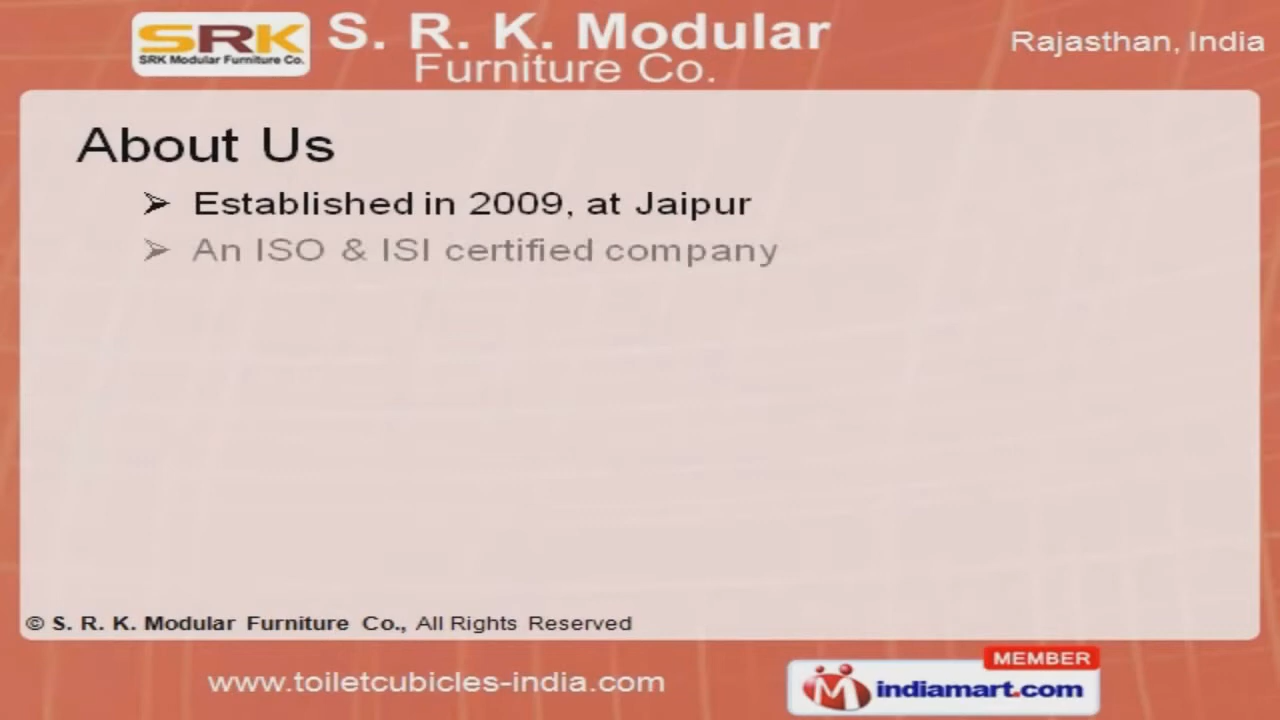 SRK
SRK Modular Furniture Co.
S. R. K. Modular
Furniture Co.
Rajasthan, India
About Us
➢ Established in 2009, at Jaipur
➢ An ISO & ISI certified company
© S. R. K. Modular Furniture Co., All Rights Reserved
www.toiletcubicles-india.com
MEMBER
indiamart.com